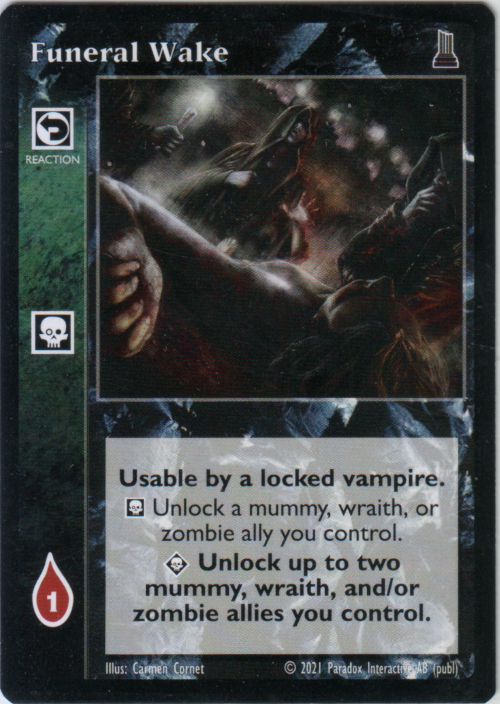 Funeral Wake
REACTION
Usable by a locked vampire.
Unlock a mummy, wraith, or
zombie ally you control.
Unlock up to two
mummy, wraith, and/or
zombie allies you control.
1
Illus: Carmen Cornet © 2021 Paradox Interactive AB (publ)